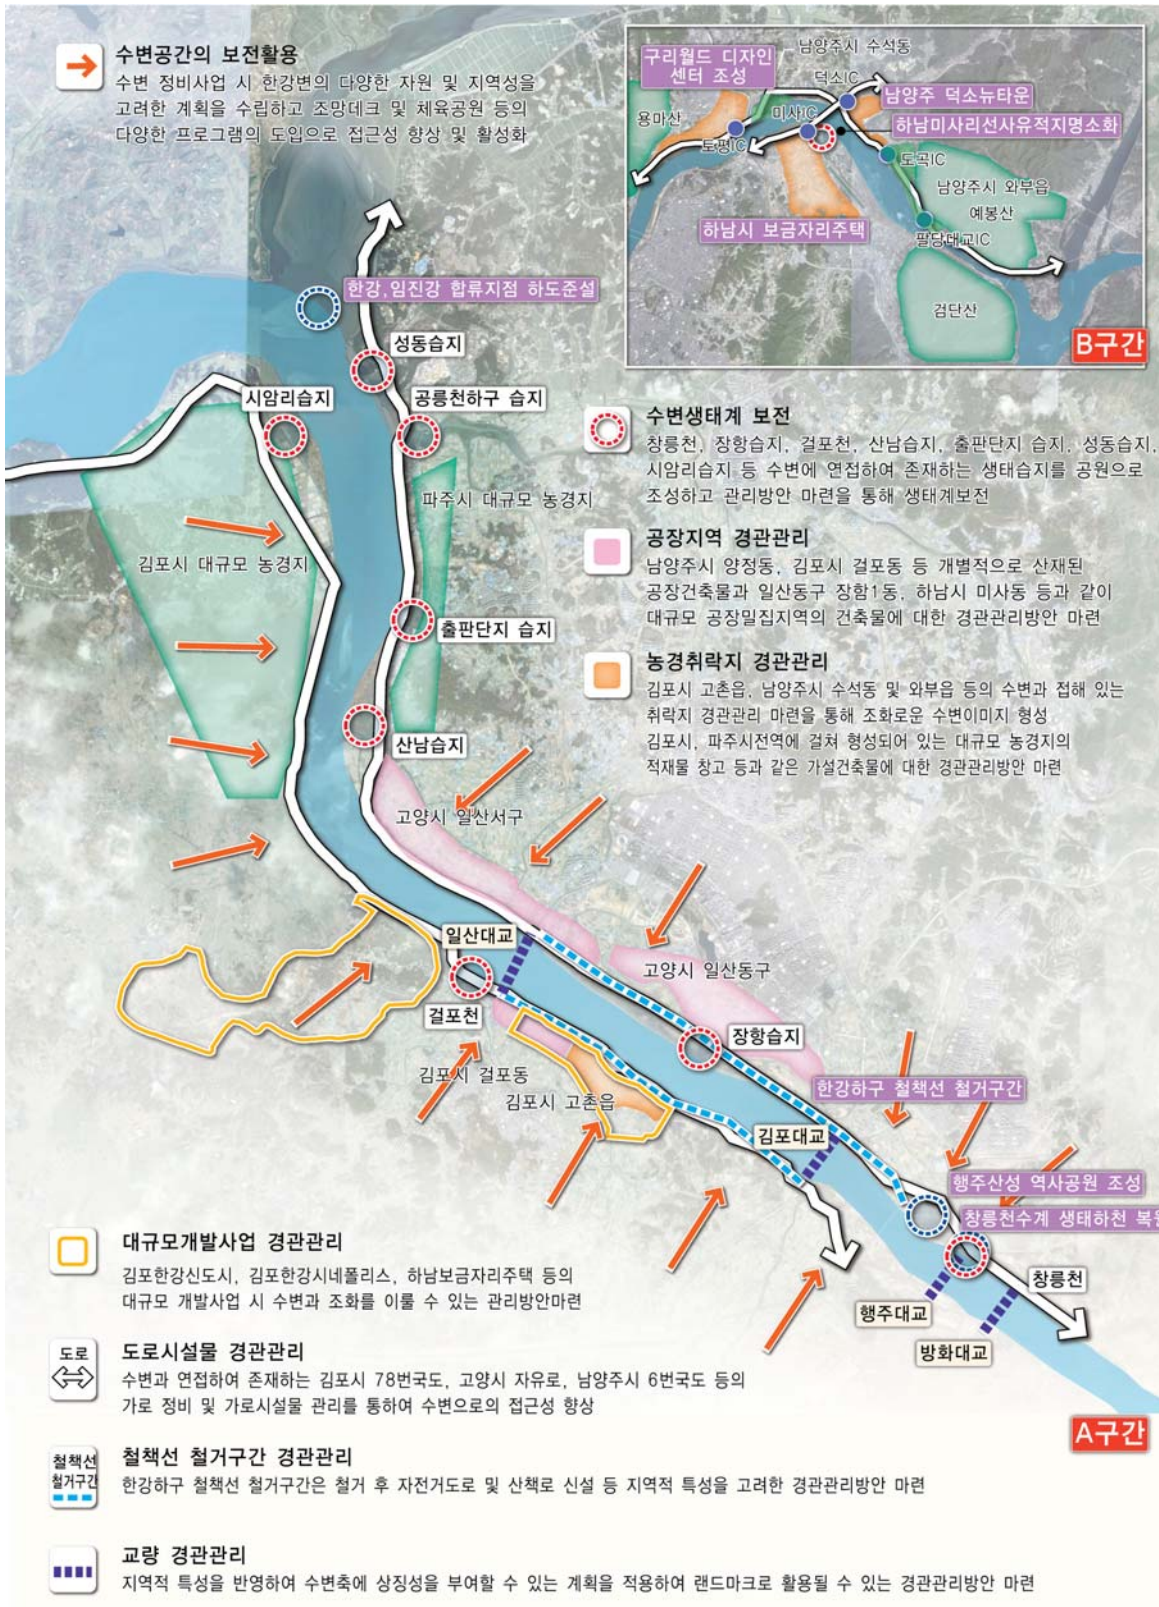 수변공간의 보전활용
수변 정비사업 시 한강변의 다양한 자원 및 지역성을
고려한 계획을 수립하고 조망데크 및 체육공원 등의
다양한 프로그램의 도입으로 접근성 향상 및 활성화
구리월드 디자인
센터 조성
남양주시 수석동
덕소IC
남양주 덕소뉴타운
미사IC
하남미사리선사유적지명소화
용마산
토평IC
도곡IC
남양주시 와부읍
예봉산
하남시 보금자리주택
팔당대교IC
검단산
B구간
한강,임진강 합류지점 하도준설
성동습지
시암리습지
공릉천하구 습지
파주시 대규모 농경지
김포시 대규모 농경지
출판단지 습지
산남습지
수변생태계 보전
창릉천, 장항습지, 걸포천, 산남습지, 출판단지 습지, 성동습지,
시암리습지 등 수변에 연접하여 존재하는 생태습지를 공원으로
조성하고 관리방안 마련을 통해 생태계보전
공장지역 경관관리
남양주시 양정동, 김포시 걸포동 등 개별적으로 산재된
공장건축물과 일산동구 장함1동, 하남시 미사동 등과 같이
대규모 공장밀집지역의 건축물에 대한 경관관리방안 마련
농경취락지 경관관리
김포시 고촌읍, 남양주시 수석동 및 와부읍 등의 수변과 접해 있는
취락지 경관관리 마련을 통해 조화로운 수변이미지 형성
김포시, 파주시전역에 걸쳐 형성되어 있는 대규모 농경지의
적재물 창고 등과 같은 가설건축물에 대한 경관관리방안 마련
고양시 일산서구
일산대교
고양시 일산동구
걸포천
장항습지
김포시 걸포동
김포시 고촌읍
한강하구 철책선 철거구간
김포대교
행주산성 역사공원 조성
창릉천수계 생태하천 복원
창릉천
행주대교
방화대교
A구간
대규모개발사업 경관관리
김포한강신도시, 김포한강시네폴리스, 하남보금자리주택 등의
대규모 개발사업 시 수변과 조화를 이룰 수 있는 관리방안마련
도로
도로시설물 경관관리
수변과 연접하여 존재하는 김포시 78번국도, 고양시 자유로, 남양주시 6번국도 등의
가로 정비 및 가로시설물 관리를 통하여 수변으로의 접근성 향상
철책선
철거구간
철책선 철거구간 경관관리
한강하구 철책선 철거구간은 철거 후 자전거도로 및 산책로 신설 등 지역적 특성을 고려한 경관관리방안 마련
교량 경관관리
지역적 특성을 반영하여 수변축에 상징성을 부여할 수 있는 계획을 적용하여 랜드마크로 활용될 수 있는 경관관리방안 마련